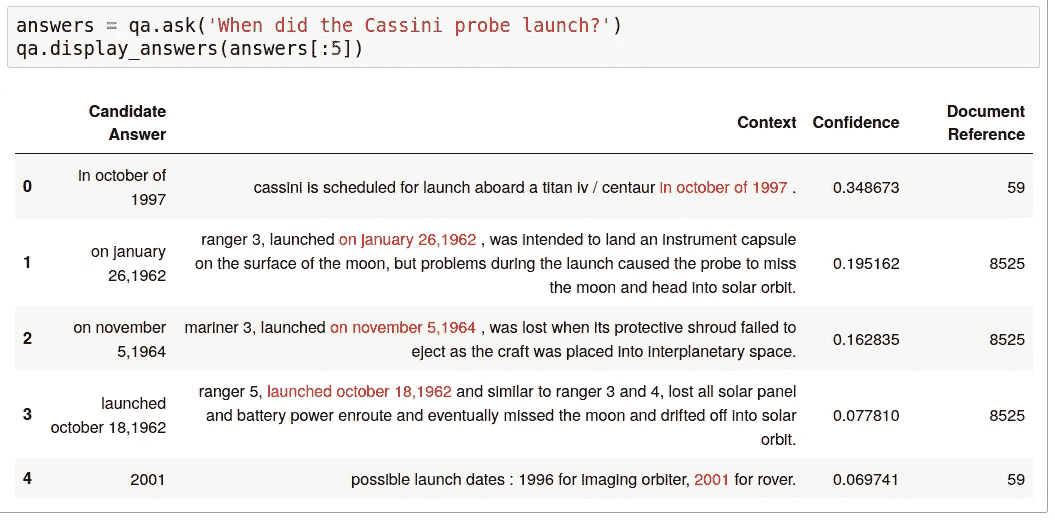 answers = qa.ask('When did the Cassini probe launch?')
qa.display_answers(answers[:5])
Candidate
Answer
Context
Confidence
Document
Reference
0
in october of
1997
cassini is scheduled for launch aboard a titan iv / centaur in october of 1997 .
0.348673
59
1
on january
26,1962
ranger 3, launched on january 26,1962 , was intended to land an instrument capsule
on the surface of the moon, but problems during the launch caused the probe to miss
the moon and head into solar orbit.
0.195162
8525
2
on november
5,1964
mariner 3, launched on november 5,1964 , was lost when its protective shroud failed to
eject as the craft was placed into interplanetary space.
0.162835
8525
3
launched
october 18,1962
ranger 5, launched october 18,1962 and similar to ranger 3 and 4, lost all solar panel
and battery power enroute and eventually missed the moon and drifted off into solar
orbit.
0.077810
8525
4
2001
possible launch dates : 1996 for imaging orbiter, 2001 for rover.
0.069741
59